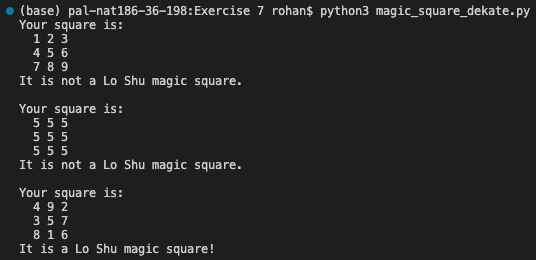 (base) pal-nat186-36-198:Exercise 7 rohan$ python3 magic_square_dekate.py
Your square is:
  1 2 3
  4 5 6
  7 8 9
It is not a Lo Shu magic square.

Your square is:
  5 5 5
  5 5 5
  5 5 5
It is not a Lo Shu magic square.

Your square is:
  4 9 2
  3 5 7
  8 1 6
It is a Lo Shu magic square!